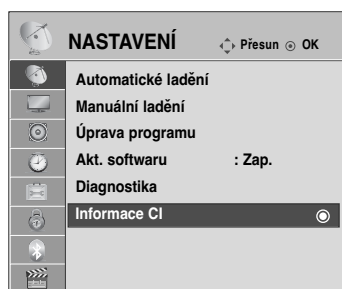 NASTAVENÍ Přesun OK
Automatické ladění
Manuální ladění
Úprava programu
Akt. softwaru : Zap.
Diagnostika
Informace CI